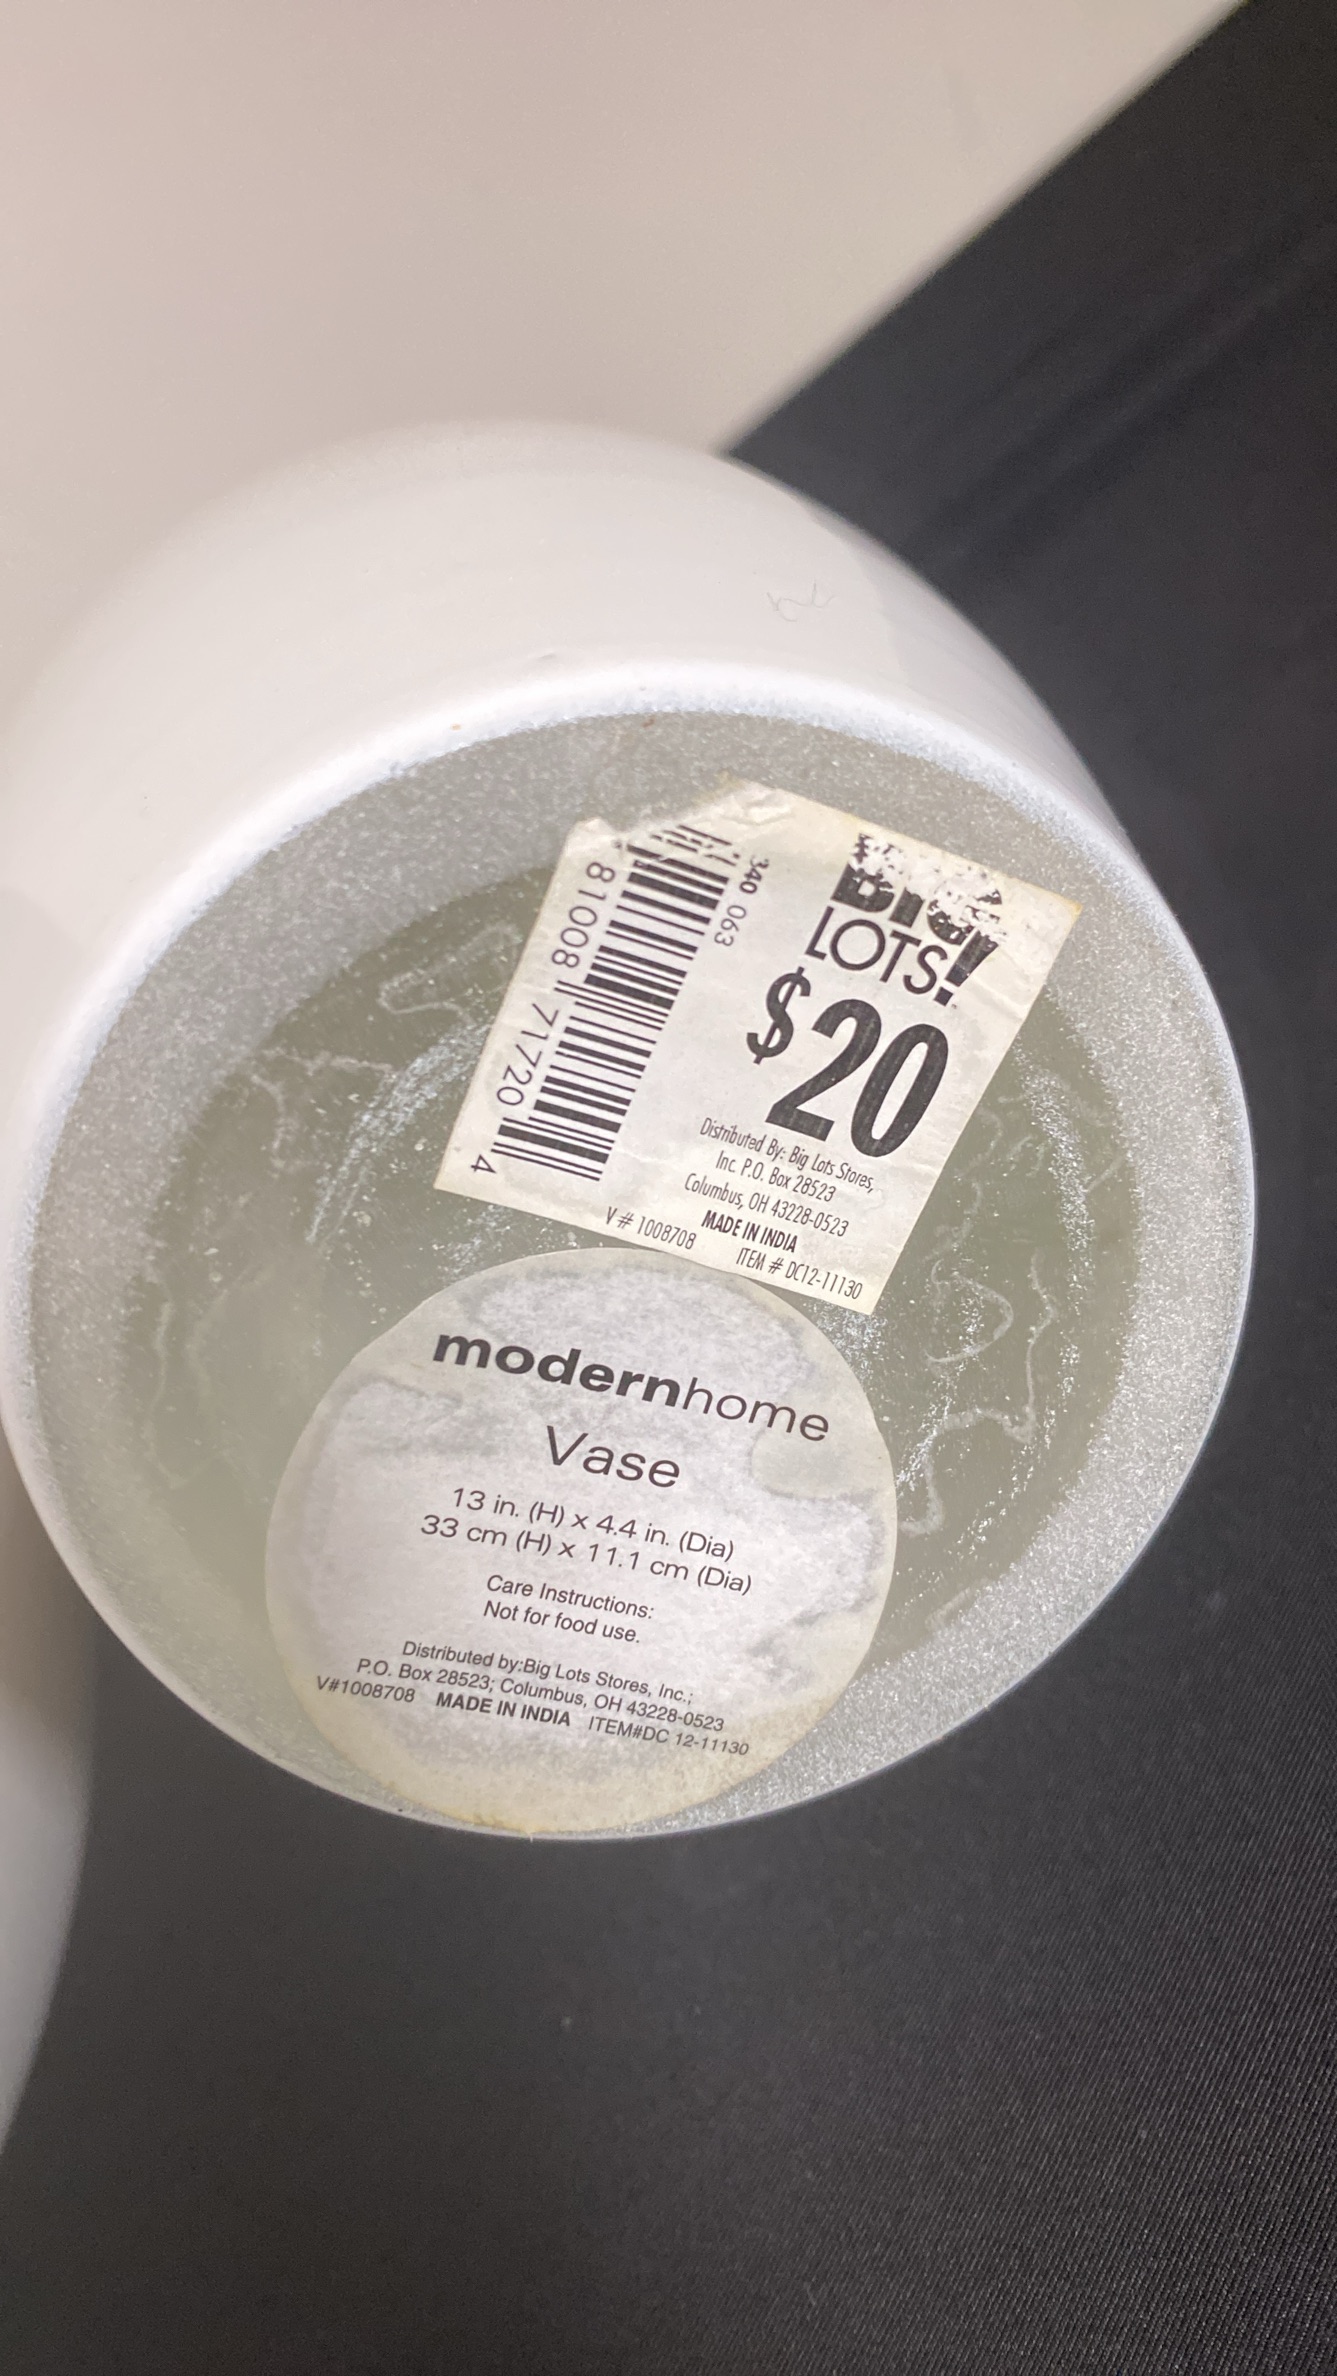 BIG
LOTS!
$20
Distributed By: Big Lots Stores,
Inc. P.O. Box 28523
Columbus, OH 43228-0523
MADE IN INDIA
V # 1008708 ITEM # DC12-11130
340 063
81008 71720 4
modernhome
Vase
13 in. (H) x 4.4 in. (Dia)
33 cm (H) x 11.1 cm (Dia)
Care Instructions:
Not for food use.
Distributed by:Big Lots Stores, Inc.;
P.O. Box 28523; Columbus, OH 43228-0523
V#1008708 MADE IN INDIA ITEM#DC 12-11130